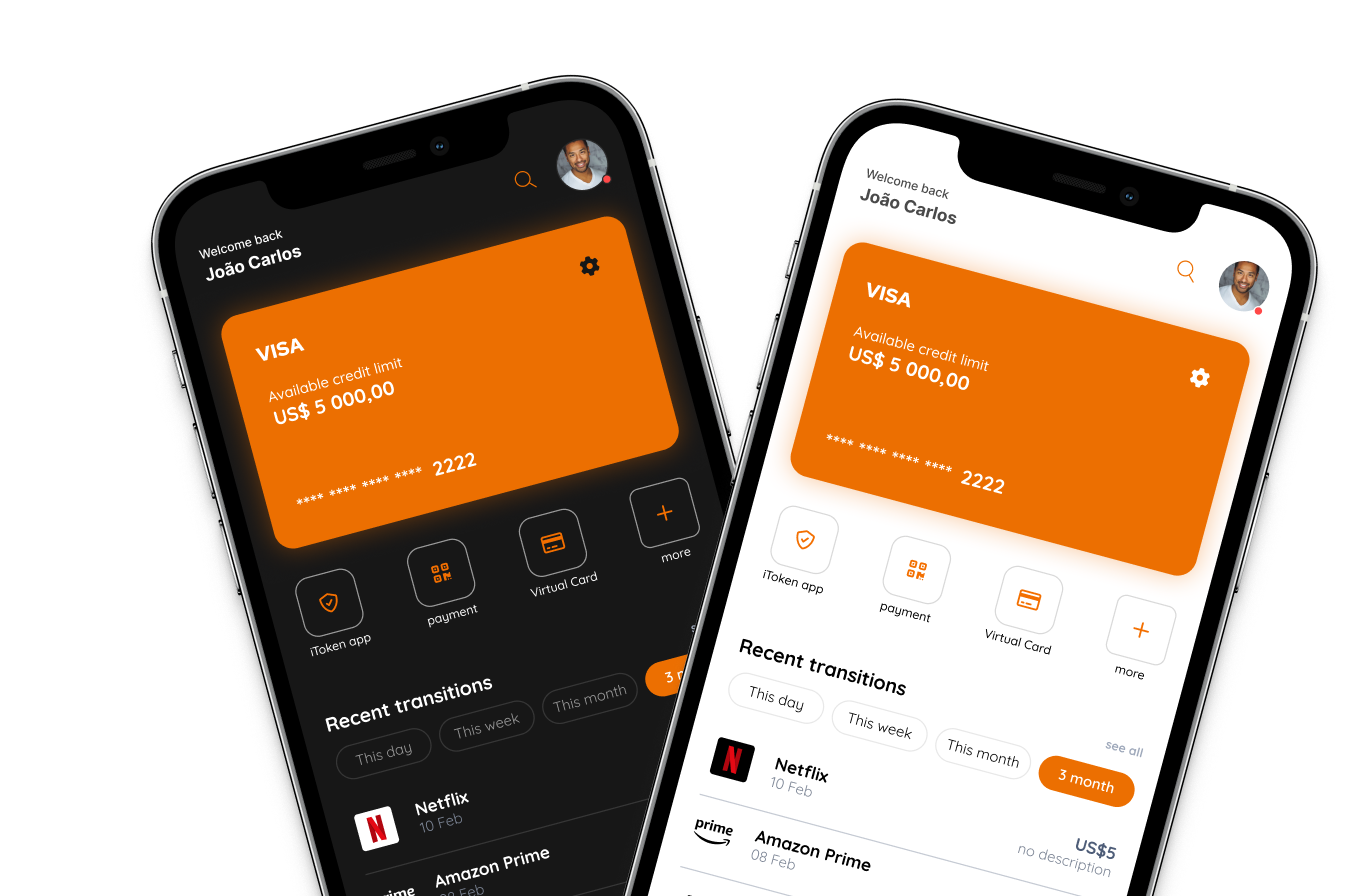 Welcome back
João Carlos
VISA
Available credit limit
US$ 5 000,00
**** **** **** **** 2222
iToken app
payment
Virtual Card
more
Recent transitions
This day
This week
This month
3
N
Netflix
10 Feb
Amazon Prime
08 Feb
Welcome back
João Carlos
VISA
Available credit limit
US$ 5 000,00
**** **** **** **** 2222
iToken app
payment
Virtual Card
more
Recent transitions
see all
This day
This week
This month
3 month
N
Netflix
10 Feb
US$5
no description
prime
Amazon Prime
08 Feb